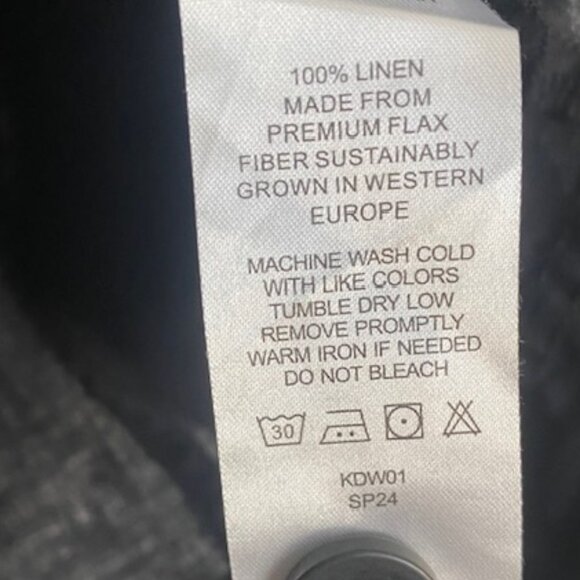 100% LINEN
MADE FROM
PREMIUM FLAX
FIBER SUSTAINABLY
GROWN IN WESTERN
EUROPE
MACHINE WASH COLD
WITH LIKE COLORS
TUMBLE DRY LOW
REMOVE PROMPTLY
WARM IRON IF NEEDED
DO NOT BLEACH
30
KDW01
SP24